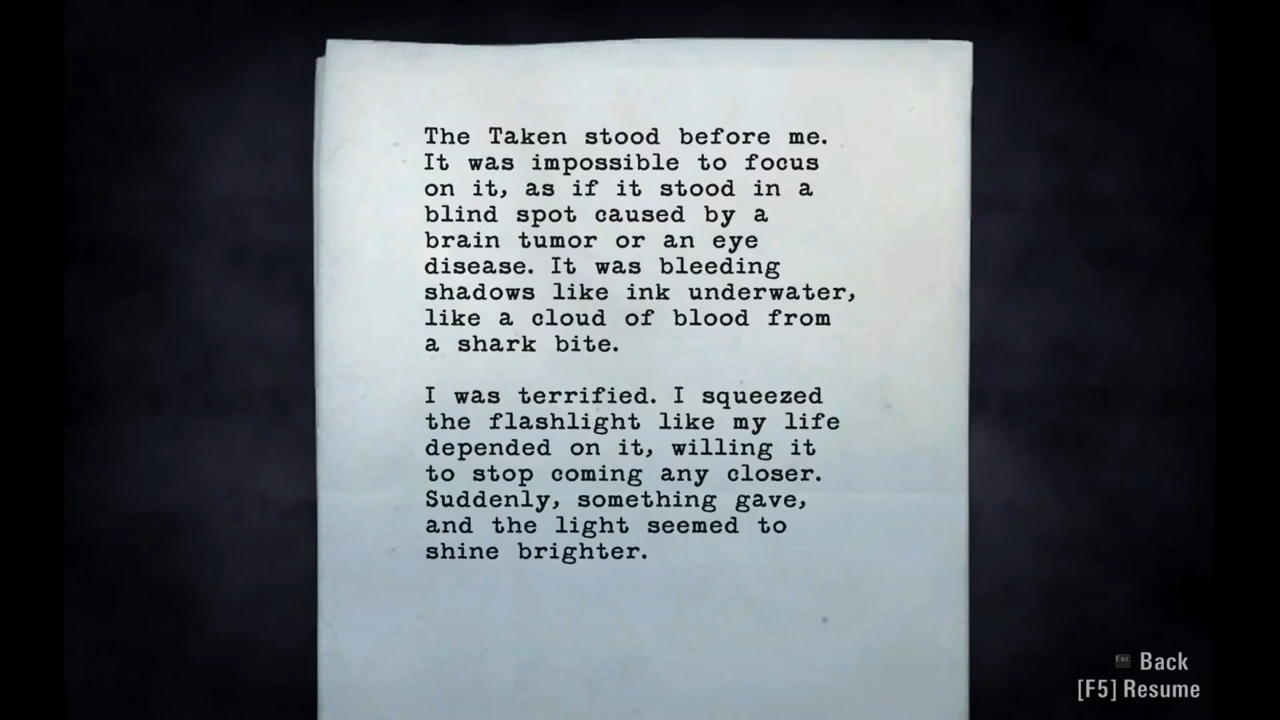 The Taken stood before me.
It was impossible to focus
on it, as if it stood in a
blind spot caused by a
brain tumor or an eye
disease. It was bleeding
shadows like ink underwater,
like a cloud of blood from
a shark bite.
I was terrified. I squeezed
the flashlight like my life
depended on it, willing it
to stop coming any closer.
Suddenly, something gave,
and the light seemed to
shine brighter.
Esc Back
[F5] Resume